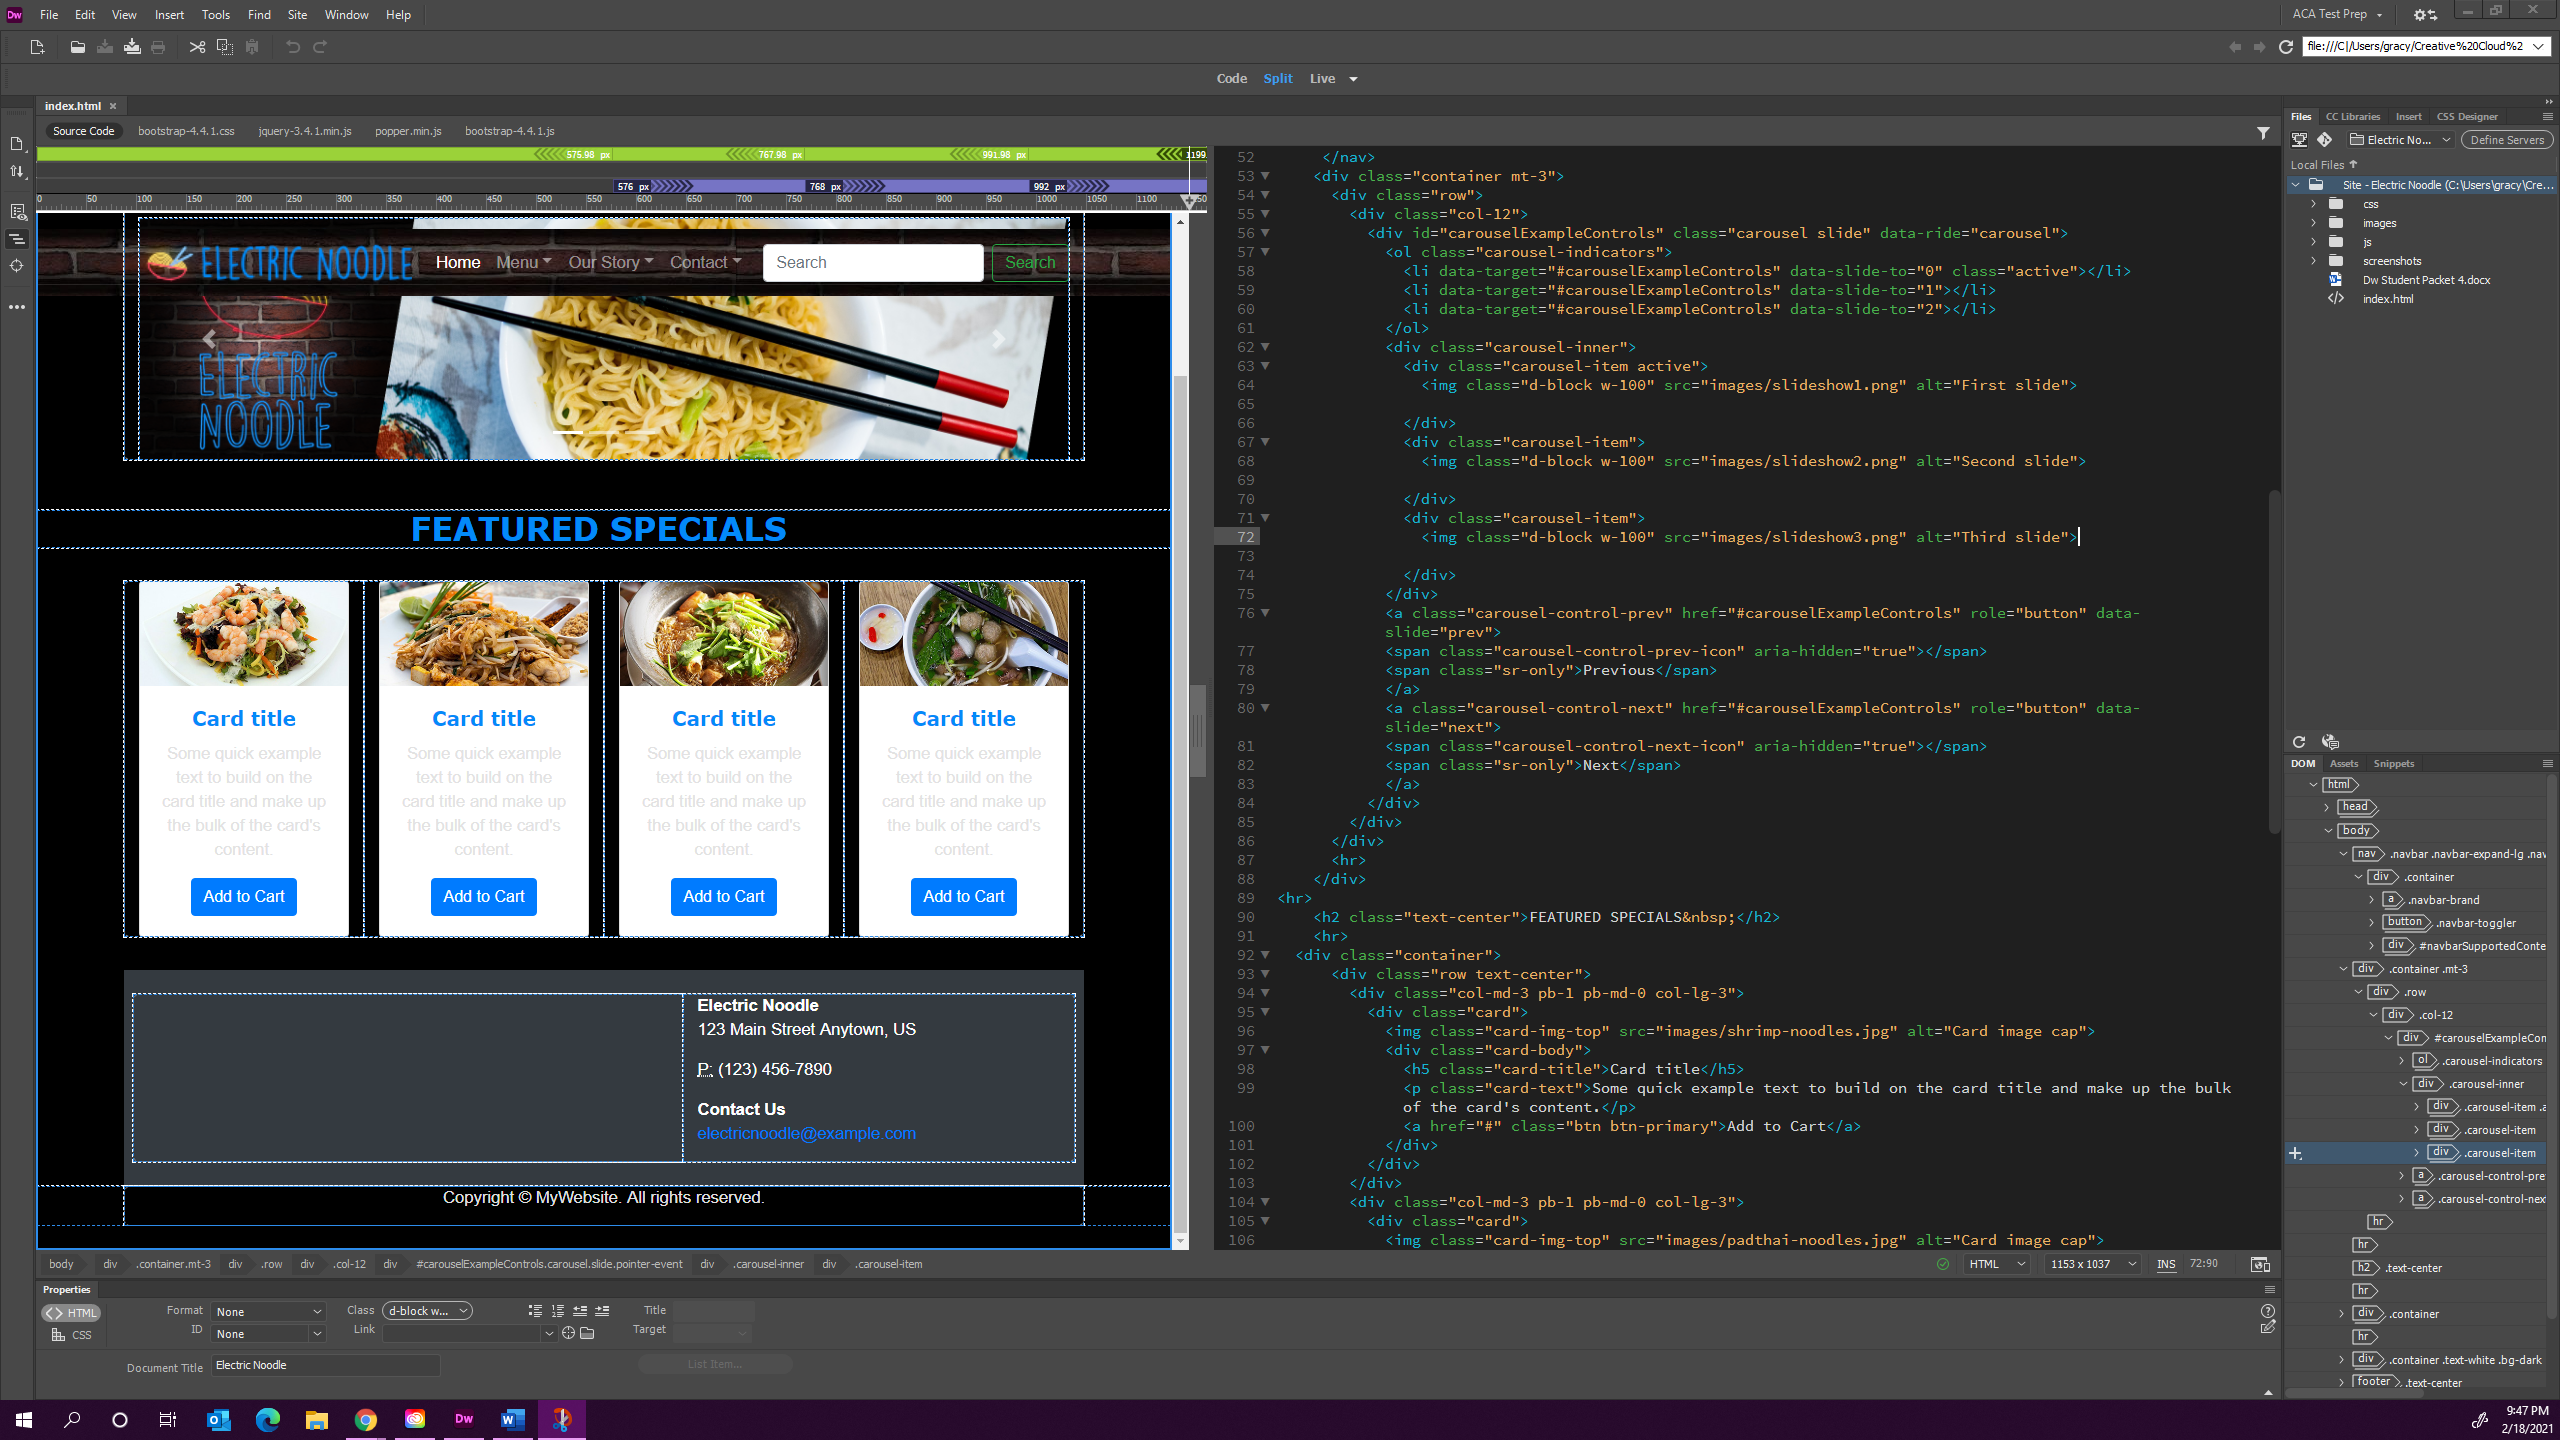 Dw File Edit View Insert Tools Find Site Window Help
ACA Test Prep
file:///C|/Users/gracy/Creative%20Cloud%2
Code Split Live
index.html
Source Code bootstrap-4.4.1.css jquery-3.4.1.min.js popper.min.js bootstrap-4.4.1.js
575.98 px 767.98 px 991.98 px 1199.
576 px 768 px 992 px
0 50 100 150 200 250 300 350 400 450 500 550 600 650 700 750 800 850 900 950 1000 1050 1100
ELECTRIC NOODLE Home Menu Our Story Contact Search Search
ELECTRIC
NOODLE
FEATURED SPECIALS
Card title Card title Card title Card title
Some quick example Some quick example Some quick example Some quick example
text to build on the text to build on the text to build on the text to build on the
card title and make up card title and make up card title and make up card title and make up
the bulk of the card's the bulk of the card's the bulk of the card's the bulk of the card's
content. content. content. content.
Add to Cart Add to Cart Add to Cart Add to Cart
Electric Noodle
123 Main Street Anytown, US
P: (123) 456-7890
Contact Us
electricnoodle@example.com
Copyright © MyWebsite. All rights reserved.
52 </nav>
53 <div class="container mt-3">
54 <div class="row">
55 <div class="col-12">
56 <div id="carouselExampleControls" class="carousel slide" data-ride="carousel">
57 <ol class="carousel-indicators">
58 <li data-target="#carouselExampleControls" data-slide-to="0" class="active"></li>
59 <li data-target="#carouselExampleControls" data-slide-to="1"></li>
60 <li data-target="#carouselExampleControls" data-slide-to="2"></li>
61 </ol>
62 <div class="carousel-inner">
63 <div class="carousel-item active">
64 <img class="d-block w-100" src="images/slideshow1.png" alt="First slide">
65
66 </div>
67 <div class="carousel-item">
68 <img class="d-block w-100" src="images/slideshow2.png" alt="Second slide">
69
70 </div>
71 <div class="carousel-item">
72 <img class="d-block w-100" src="images/slideshow3.png" alt="Third slide">
73
74 </div>
75 </div>
76 <a class="carousel-control-prev" href="#carouselExampleControls" role="button" data-
slide="prev">
77 <span class="carousel-control-prev-icon" aria-hidden="true"></span>
78 <span class="sr-only">Previous</span>
79 </a>
80 <a class="carousel-control-next" href="#carouselExampleControls" role="button" data-
slide="next">
81 <span class="carousel-control-next-icon" aria-hidden="true"></span>
82 <span class="sr-only">Next</span>
83 </a>
84 </div>
85 </div>
86 </div>
87 <hr>
88 </div>
89 <hr>
90 <h2 class="text-center">FEATURED SPECIALS&nbsp;</h2>
91 <hr>
92 <div class="container">
93 <div class="row text-center">
94 <div class="col-md-3 pb-1 pb-md-0 col-lg-3">
95 <div class="card">
96 <img class="card-img-top" src="images/shrimp-noodles.jpg" alt="Card image cap">
97 <div class="card-body">
98 <h5 class="card-title">Card title</h5>
99 <p class="card-text">Some quick example text to build on the card title and make up the bulk
of the card's content.</p>
100 <a href="#" class="btn btn-primary">Add to Cart</a>
101 </div>
102 </div>
103 </div>
104 <div class="col-md-3 pb-1 pb-md-0 col-lg-3">
105 <div class="card">
106 <img class="card-img-top" src="images/padthai-noodles.jpg" alt="Card image cap">
Files CC Libraries Insert CSS Designer
Electric No... Define Servers
Local Files
Site - Electric Noodle (C:\Users\gracy\Cre...
css
images
js
screenshots
Dw Student Packet 4.docx
index.html
DOM Assets Snippets
html
head
body
nav .navbar .navbar-expand-lg .nav
div .container
a .navbar-brand
button .navbar-toggler
div #navbarSupportedConte
div .container .mt-3
div .row
div .col-12
div #carouselExampleCon
ol .carousel-indicators
div .carousel-inner
div .carousel-item .a
div .carousel-item
div .carousel-item
a .carousel-control-pre
a .carousel-control-nex
hr
hr
h2 .text-center
hr
div .container
hr
div .container .text-white .bg-dark
footer .text-center
body div .container.mt-3 div .row div .col-12 div #carouselExampleControls.carousel.slide.pointer-event div .carousel-inner div .carousel-item
HTML 1153 x 1037 INS 72:90
Properties
HTML Format None Class d-block w... Title
CSS ID None Link Target
Document Title Electric Noodle List Item...
Dw
9:47 PM
2/18/2021